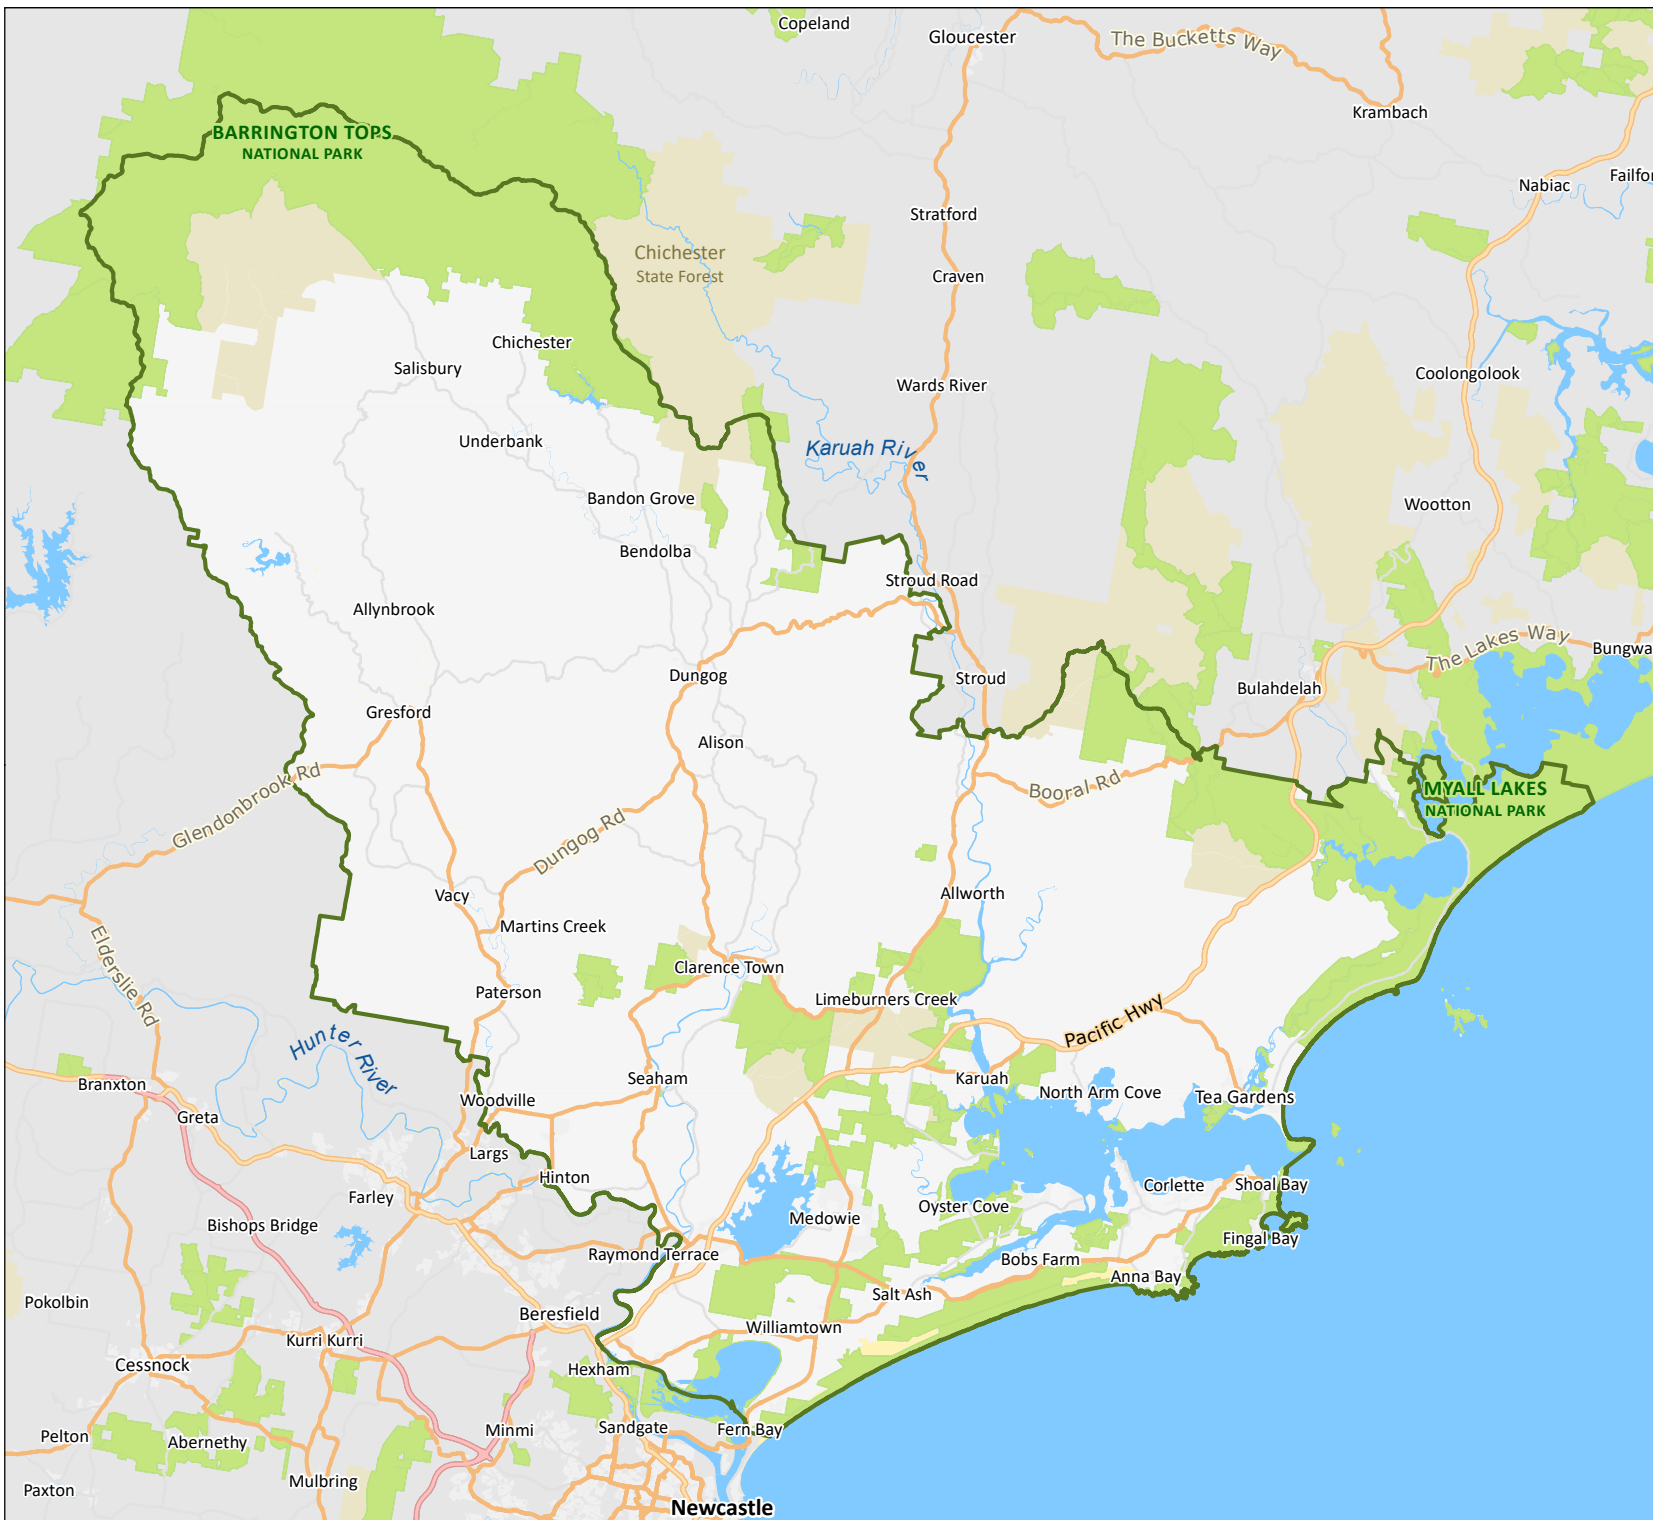 Copeland
Gloucester
The Bucketts Way
Krambach
BARRINGTON TOPS
NATIONAL PARK
Nabiac
Failfor
Stratford
Chichester
State Forest
Craven
Chichester
Salisbury
Coolongolook
Wards River
Underbank
Karuah River
Bandon Grove
Wootton
Bendolba
Stroud Road
Allynbrook
The Lakes Way
Bungwa
Dungog
Stroud
Bulahdelah
Gresford
Alison
Glendonbrook Rd
Booral Rd
MYALL LAKES
NATIONAL PARK
Dungog Rd
Vacy
Allworth
Martins Creek
Elderslie Rd
Clarence Town
Paterson
Limeburners Creek
Pacific Hwy
Hunter River
Branxton
Seaham
Karuah
North Arm Cove
Tea Gardens
Woodville
Greta
Largs
Hinton
Corlette
Shoal Bay
Farley
Oyster Cove
Bishops Bridge
Medowie
Fingal Bay
Raymond Terrace
Bobs Farm
Anna Bay
Pokolbin
Salt Ash
Beresfield
Williamtown
Kurri Kurri
Cessnock
Hexham
Minmi
Sandgate
Fern Bay
Pelton
Abernethy
Mulbring
Paxton
Newcastle